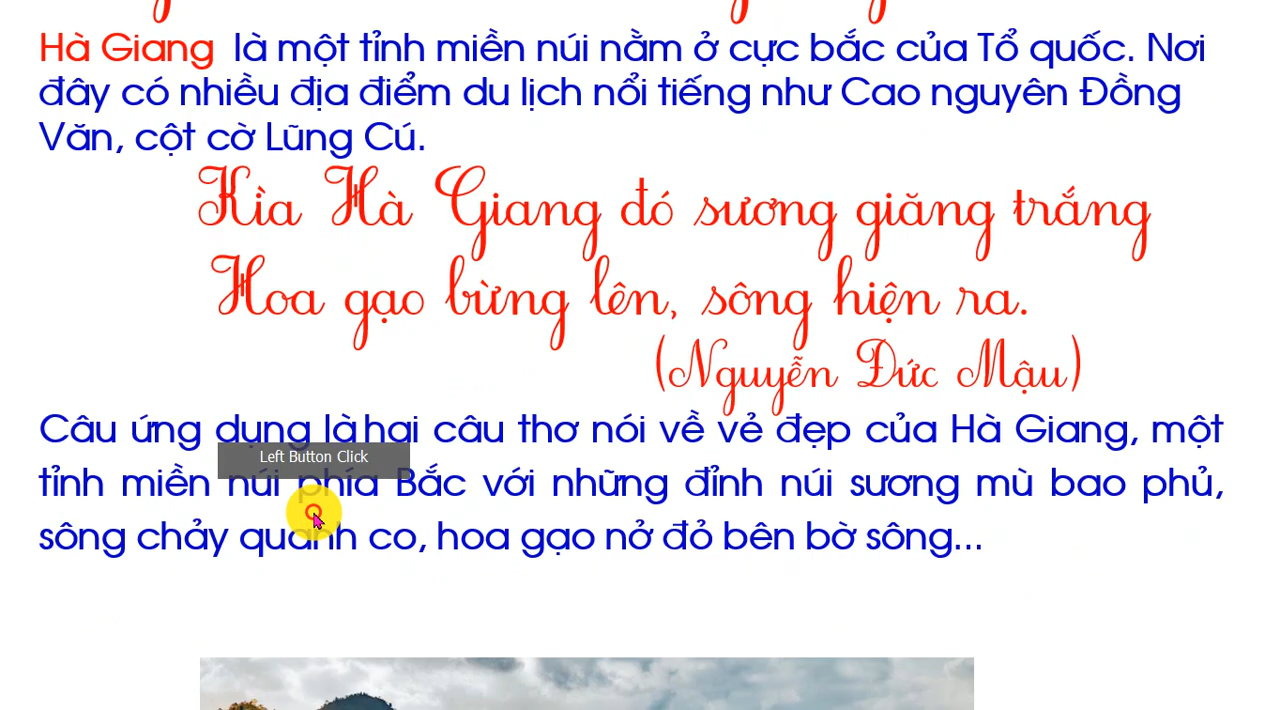 Hà Giang là một tỉnh miền núi nằm ở cực bắc của Tổ quốc. Nơi
đây có nhiều địa điểm du lịch nổi tiếng như Cao nguyên Đồng
Văn, cột cờ Lũng Cú.
Kìa Hà Giang đó sương giăng trắng
Hoa gạo bừng lên, sông hiện ra.
(Nguyễn Đức Mậu)
Câu ứng dụng là hai câu thơ nói về vẻ đẹp của Hà Giang, một
Left Button Click
tỉnh miền núi phía Bắc với những đỉnh núi sương mù bao phủ,
sông chảy quanh co, hoa gạo nở đỏ bên bờ sông...